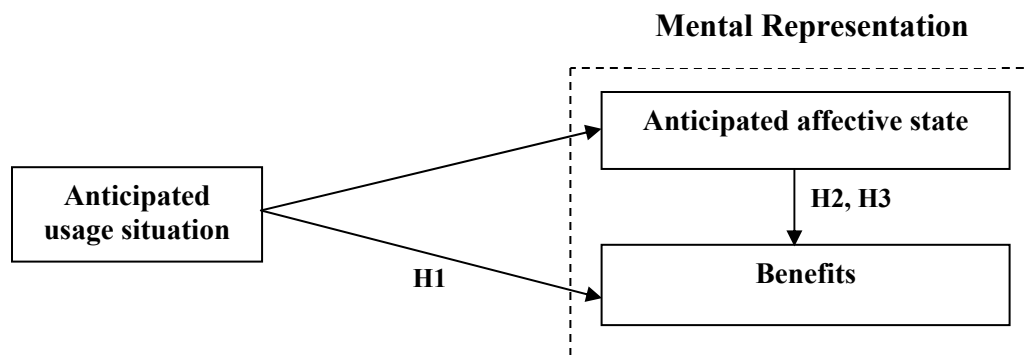 Mental Representation
Anticipated affective state
Anticipated
usage situation
H2, H3
H1
Benefits